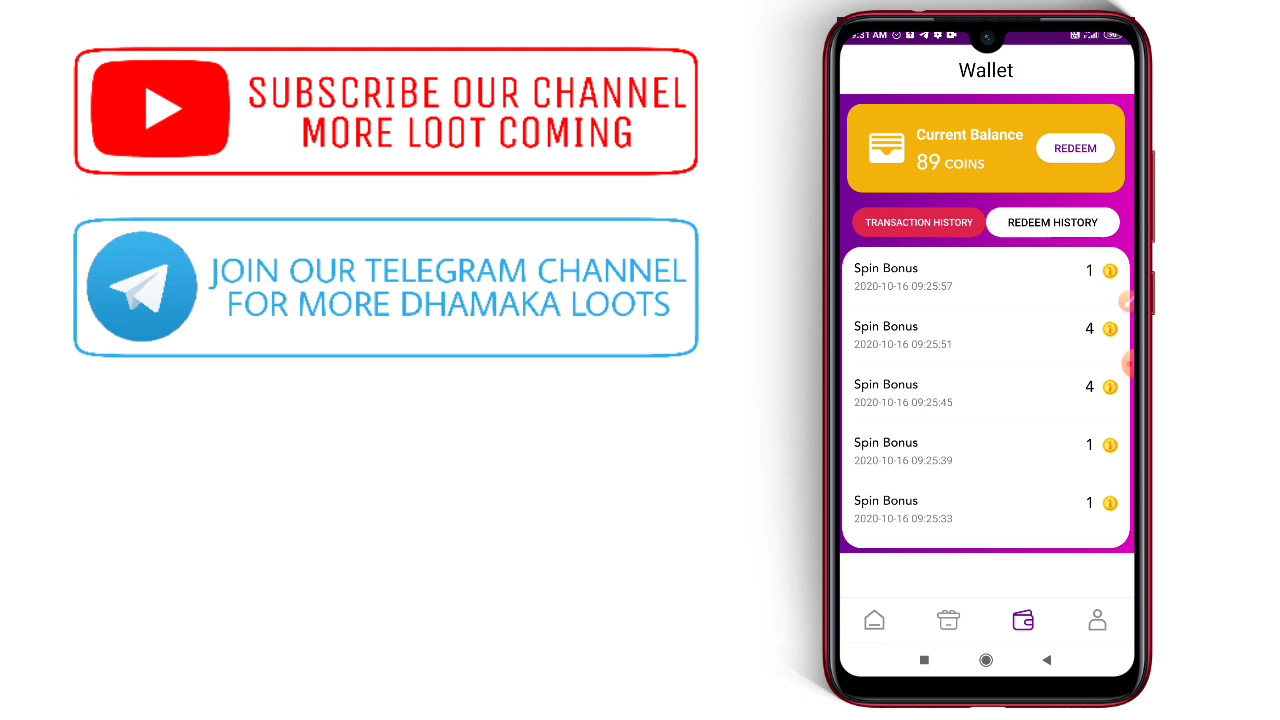 SUBSCRIBE OUR CHANNEL
MORE LOOT COMING
JOIN OUR TELEGRAM CHANNEL
FOR MORE DHAMAKA LOOTS
9:31 AM
Wallet
Current Balance
89 COINS
REDEEM
TRANSACTION HISTORY
REDEEM HISTORY
Spin Bonus
1
2020-10-16 09:25:57
Spin Bonus
4
2020-10-16 09:25:51
Spin Bonus
4
2020-10-16 09:25:45
Spin Bonus
1
2020-10-16 09:25:39
Spin Bonus
1
2020-10-16 09:25:33